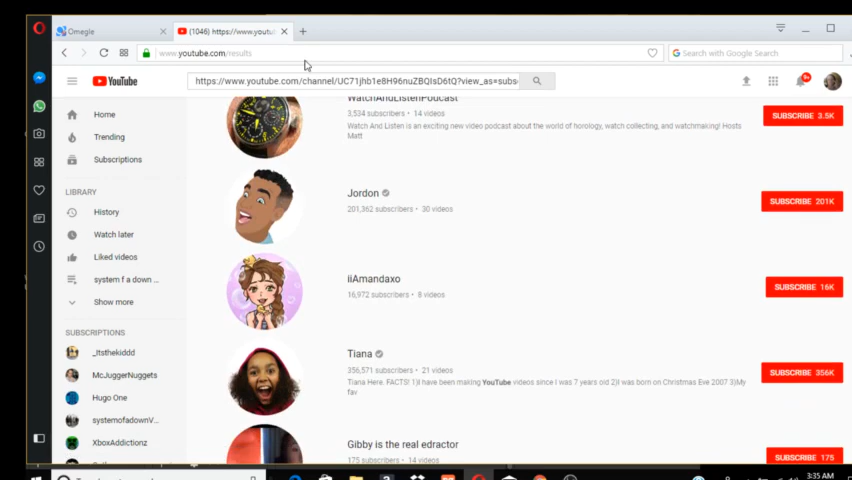 Omegle
(1046) https://www.youtu
www.youtube.com/results
Search with Google Search
YouTube
https://www.youtube.com/channel/UC71jhb1e8H96nuZBQIsD6tQ?view_as=subs
9+
Home
Trending
Subscriptions
LIBRARY
History
Watch later
Liked videos
system f a down ...
Show more
SUBSCRIPTIONS
_Itsthekiddd
McJuggerNuggets
Hugo One
systemofadownV...
XboxAddictionz
WatchAndListenPodcast
3,534 subscribers • 14 videos
Watch And Listen is an exciting new video podcast about the world of horology, watch collecting, and watchmaking! Hosts
Matt
SUBSCRIBE 3.5K
Jordon
201,362 subscribers • 30 videos
SUBSCRIBE 201K
iiAmandaxo
16,972 subscribers • 8 videos
SUBSCRIBE 16K
Tiana
356,571 subscribers • 21 videos
Tiana Here. FACTS! 1)I have been making YouTube videos since I was 7 years old 2)I was born on Christmas Eve 2007 3)My
fav
SUBSCRIBE 356K
Gibby is the real edractor
175 subscribers • 14 videos
SUBSCRIBE 175
3:35 AM